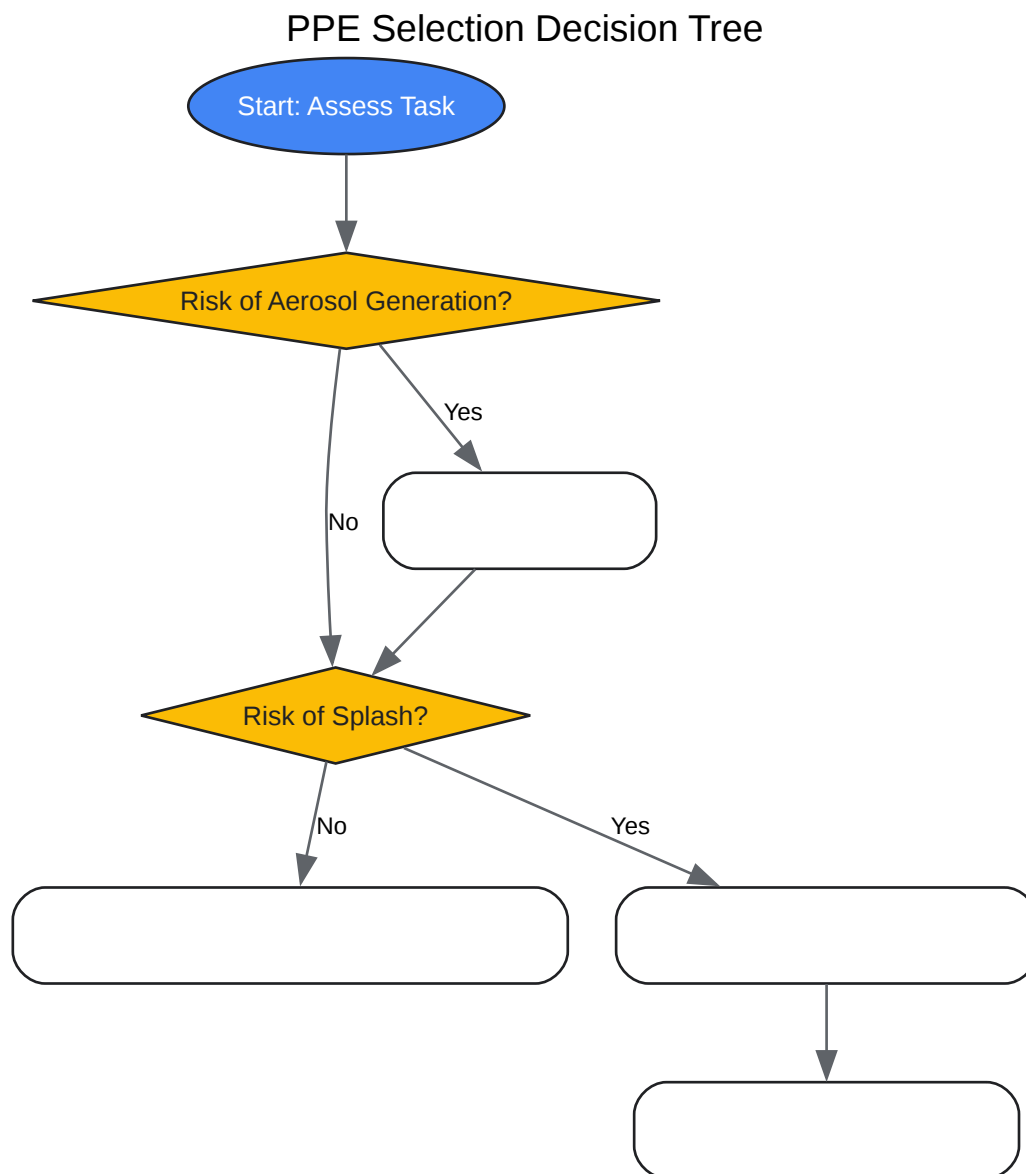 PPE Selection Decision Tree
Start: Assess Task
Risk of Aerosol Generation?
Yes
No
Risk of Splash?
No
Yes